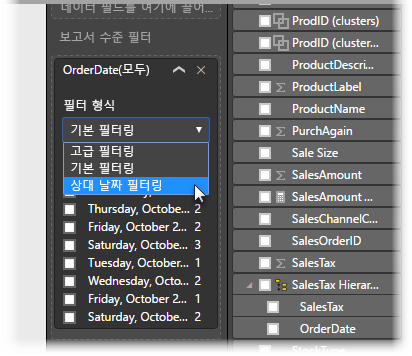 데이터 필드를 여기에 끌어...
보고서 수준 필터
OrderDate(모두)
필터 형식
기본 필터링
고급 필터링
기본 필터링
상대 날짜 필터링
Thursday, Octobe... 2
Friday, October 2... 2
Saturday, Octobe... 3
Tuesday, October... 1
Wednesday, Octo... 2
Friday, October 2... 1
Saturday, Octobe... 2
ProdID (clusters)
ProdID (cluster...
ProductDescri...
ProductLabel
ProductName
PurchAgain
Sale Size
SalesAmount
SalesAmount ...
SalesChannelC...
SalesOrderID
SalesTax
SalesTax Hierar...
SalesTax
OrderDate